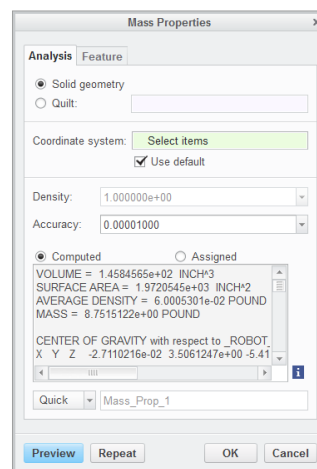 Mass Properties
Analysis Feature
Solid geometry
Quilt:
Coordinate system: Select items
Use default
Density: 1.000000e+00
Accuracy: 0.00001000
Computed Assigned
VOLUME = 1.4584565e+02 INCH^3
SURFACE AREA = 1.9720545e+03 INCH^2
AVERAGE DENSITY = 6.0005301e-02 POUND
MASS = 8.7515122e+00 POUND
CENTER OF GRAVITY with respect to _ROBOT_
X Y Z -2.7110216e-02 3.5061247e+00 -5.41
Quick Mass_Prop_1
Preview Repeat OK Cancel